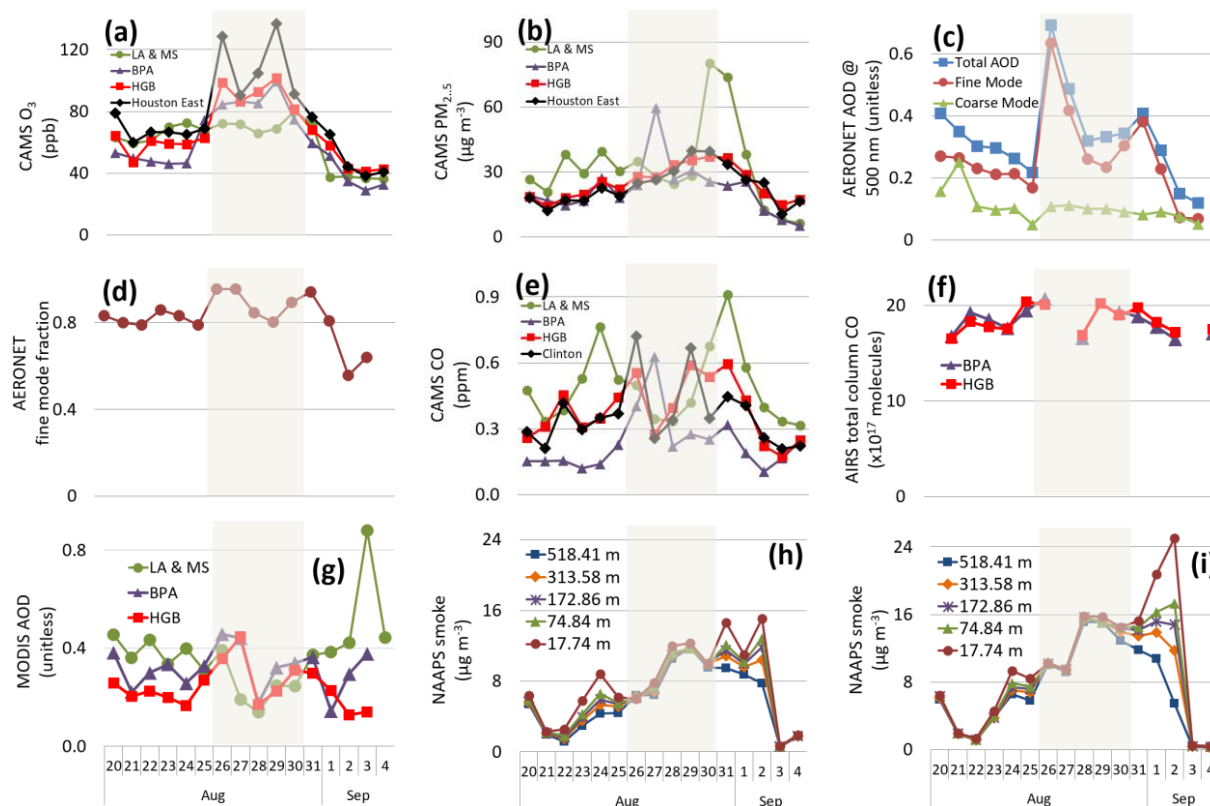 (a)
CAMS O3
(ppb)
120
80
40
0
LA & MS
BPA
HGB
Houston East
(b)
CAMS PM2..5
(µg m-3)
90
60
30
0
LA & MS
BPA
HGB
Houston East
(c)
AERONET AOD @
500 nm (unitless)
0.6
0.4
0.2
0
Total AOD
Fine Mode
Coarse Mode
(d)
AERONET
fine mode fraction
0.8
0.4
0
(e)
CAMS CO
(ppm)
0.9
0.6
0.3
0.0
LA & MS
BPA
HGB
Clinton
(f)
AIRS total column CO
(x10^17 molecules)
20
10
0
BPA
HGB
(g)
MODIS AOD
(unitless)
0.8
0.4
0.0
LA & MS
BPA
HGB
20 21 22 23 24 25 26 27 28 29 30 31 1 2 3 4
Aug Sep
(h)
NAAPS smoke
(µg m-3)
24
16
8
0
518.41 m
313.58 m
172.86 m
74.84 m
17.74 m
20 21 22 23 24 25 26 27 28 29 30 31 1 2 3 4
Aug Sep
(i)
NAAPS smoke
(µg m-3)
24
16
8
0
518.41 m
313.58 m
172.86 m
74.84 m
17.74 m
20 21 22 23 24 25 26 27 28 29 30 31 1 2 3 4
Aug Sep